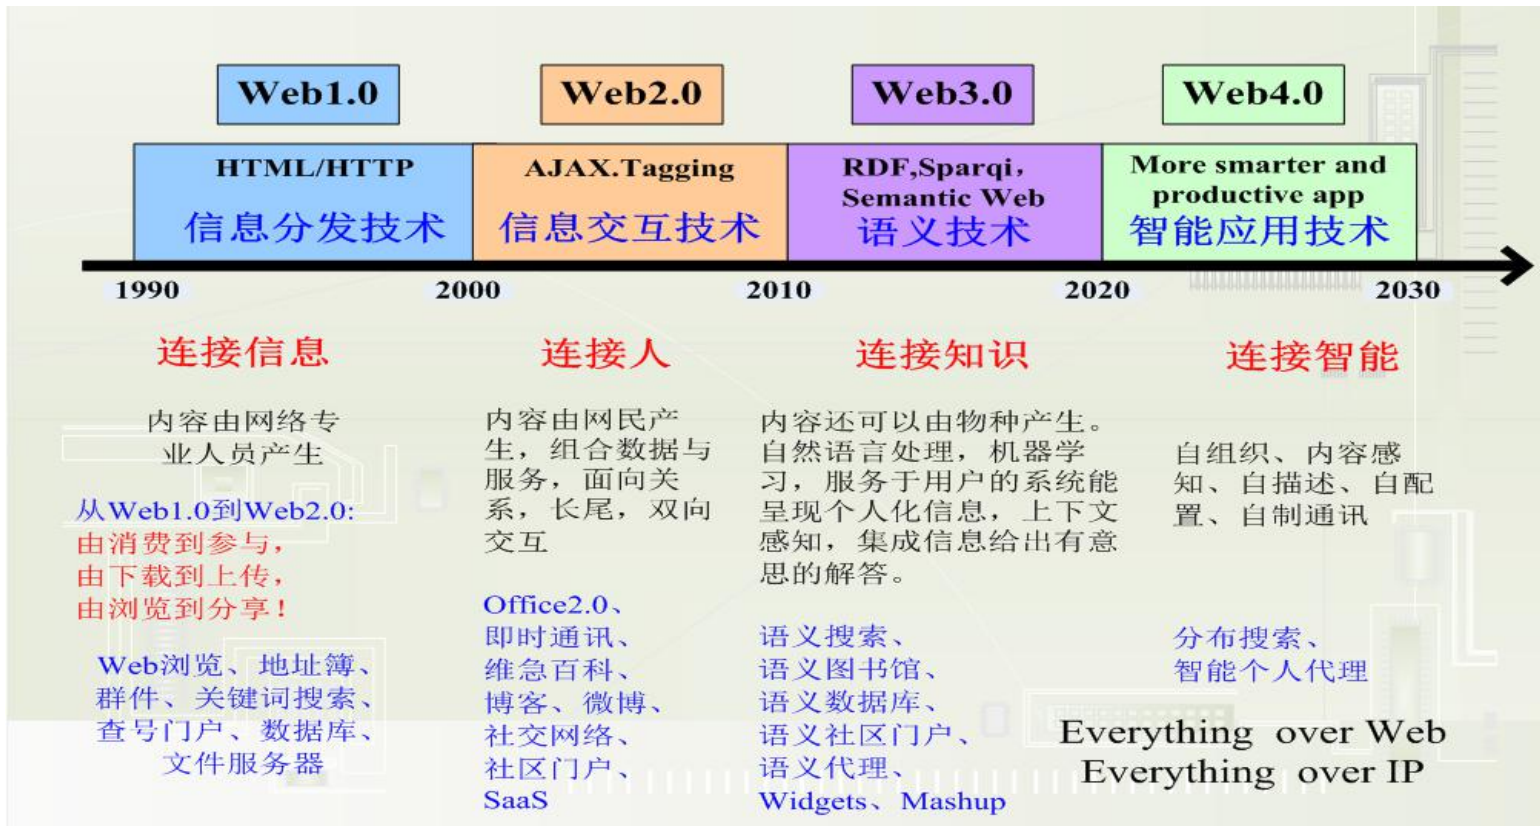 Web1.0
Web2.0
Web3.0
Web4.0
HTML/HTTP
信息分发技术
AJAX.Tagging
信息交互技术
RDF,Sparqi，
Semantic Web
语义技术
More smarter and
productive app
智能应用技术
1990
2000
2010
2020
2030
连接信息
内容由网络专
业人员产生
从Web1.0到Web2.0:
由消费到参与，
由下载到上传，
由浏览到分享！
Web浏览、地址簿、
群件、关键词搜索、
查号门户、数据库、
文件服务器
连接人
内容由网民产
生，组合数据与
服务，面向关
系，长尾，双向
交互
Office2.0、
即时通讯、
维急百科、
博客、微博、
社交网络、
社区门户、
SaaS
连接知识
内容还可以由物种产生。
自然语言处理，机器学
习，服务于用户的系统能
呈现个人化信息，上下文
感知，集成信息给出有意
思的解答。
语义搜索、
语义图书馆、
语义数据库、
语义社区门户、
语义代理、
Widgets、Mashup
连接智能
自组织、内容感
知、自描述、自配
置、自制通讯
分布搜索、
智能个人代理
Everything over Web
Everything over IP